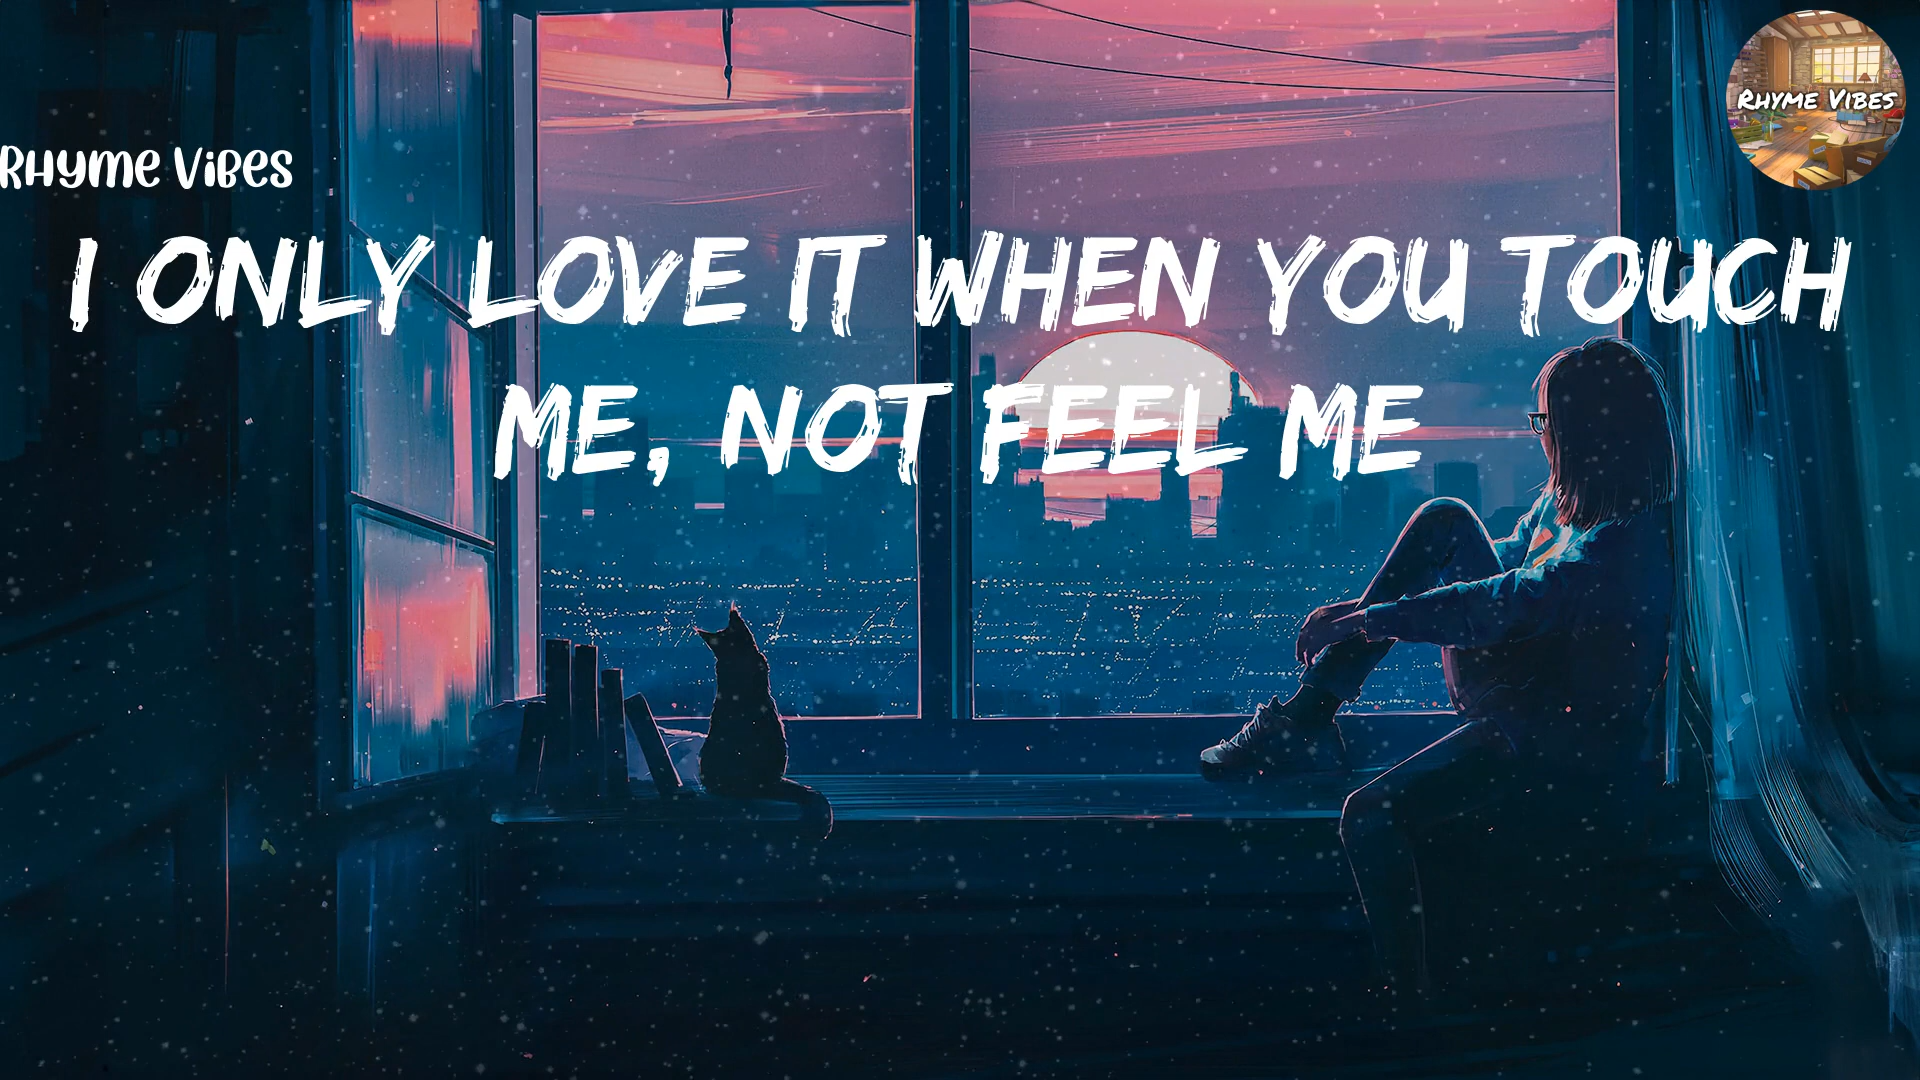 RHYME VIBES
RHYME VIBES
I ONLY LOVE IT WHEN YOU TOUCH
ME, NOT FEEL ME